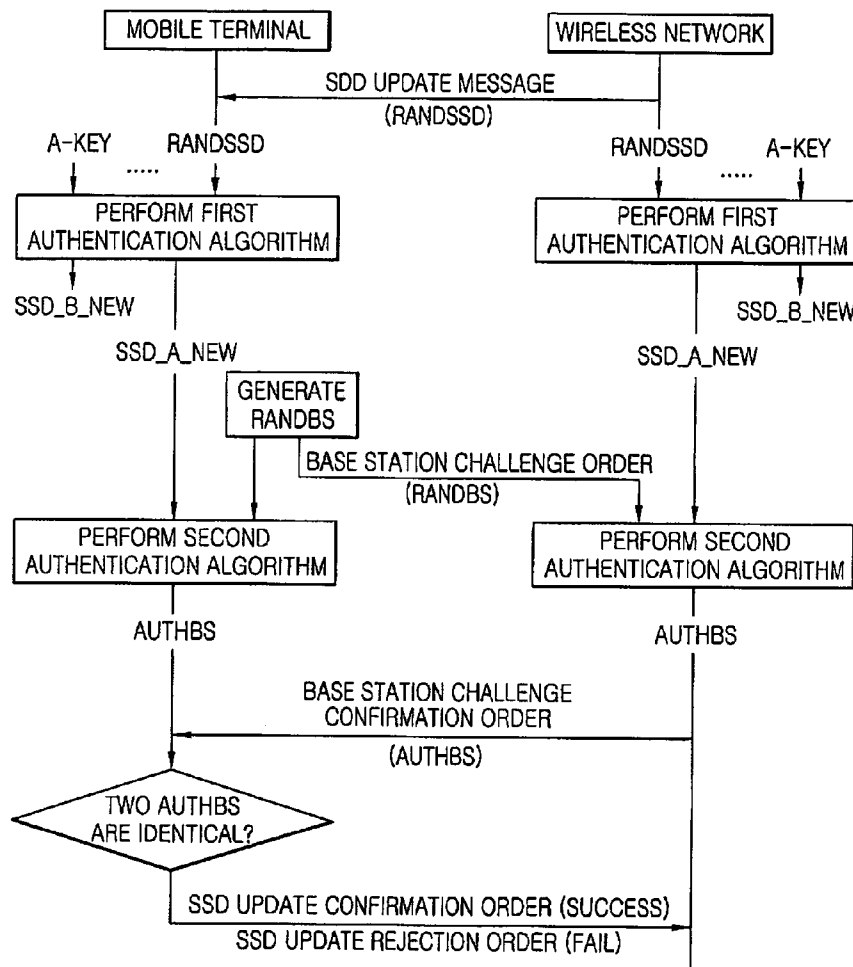 MOBILE TERMINAL
WIRELESS NETWORK
SDD UPDATE MESSAGE
(RANDSSD)
A-KEY ..... RANDSSD
RANDSSD ..... A-KEY
PERFORM FIRST
AUTHENTICATION ALGORITHM
PERFORM FIRST
AUTHENTICATION ALGORITHM
SSD_B_NEW
SSD_B_NEW
SSD_A_NEW
SSD_A_NEW
GENERATE
RANDBS
BASE STATION CHALLENGE ORDER
(RANDBS)
PERFORM SECOND
AUTHENTICATION ALGORITHM
PERFORM SECOND
AUTHENTICATION ALGORITHM
AUTHBS
AUTHBS
BASE STATION CHALLENGE
CONFIRMATION ORDER
(AUTHBS)
TWO AUTHBS
ARE IDENTICAL?
SSD UPDATE CONFIRMATION ORDER (SUCCESS)
SSD UPDATE REJECTION ORDER (FAIL)